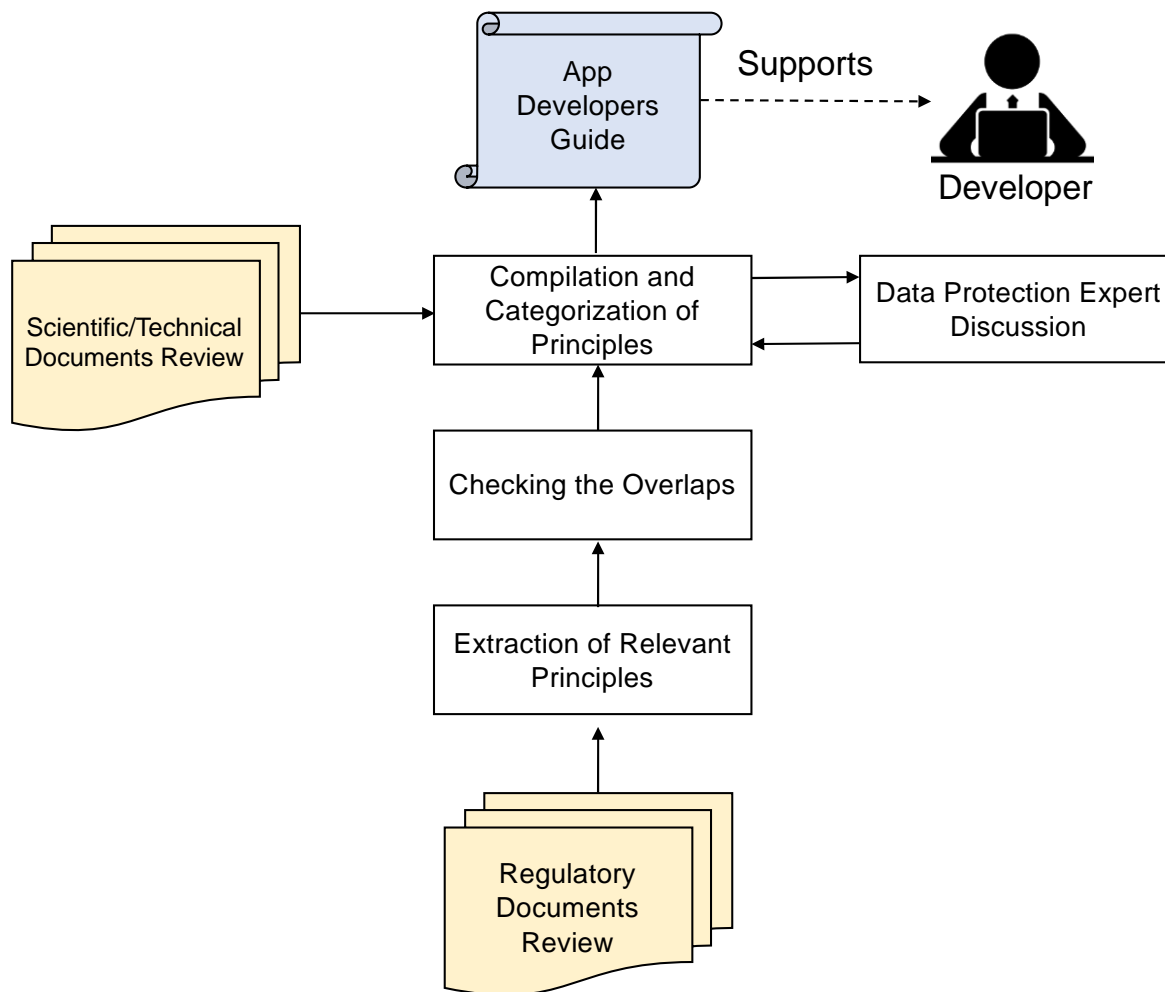 App
Developers
Guide
Supports
Developer
Scientific/Technical
Documents Review
Compilation and
Categorization of
Principles
Data Protection Expert
Discussion
Checking the Overlaps
Extraction of Relevant
Principles
Regulatory
Documents
Review